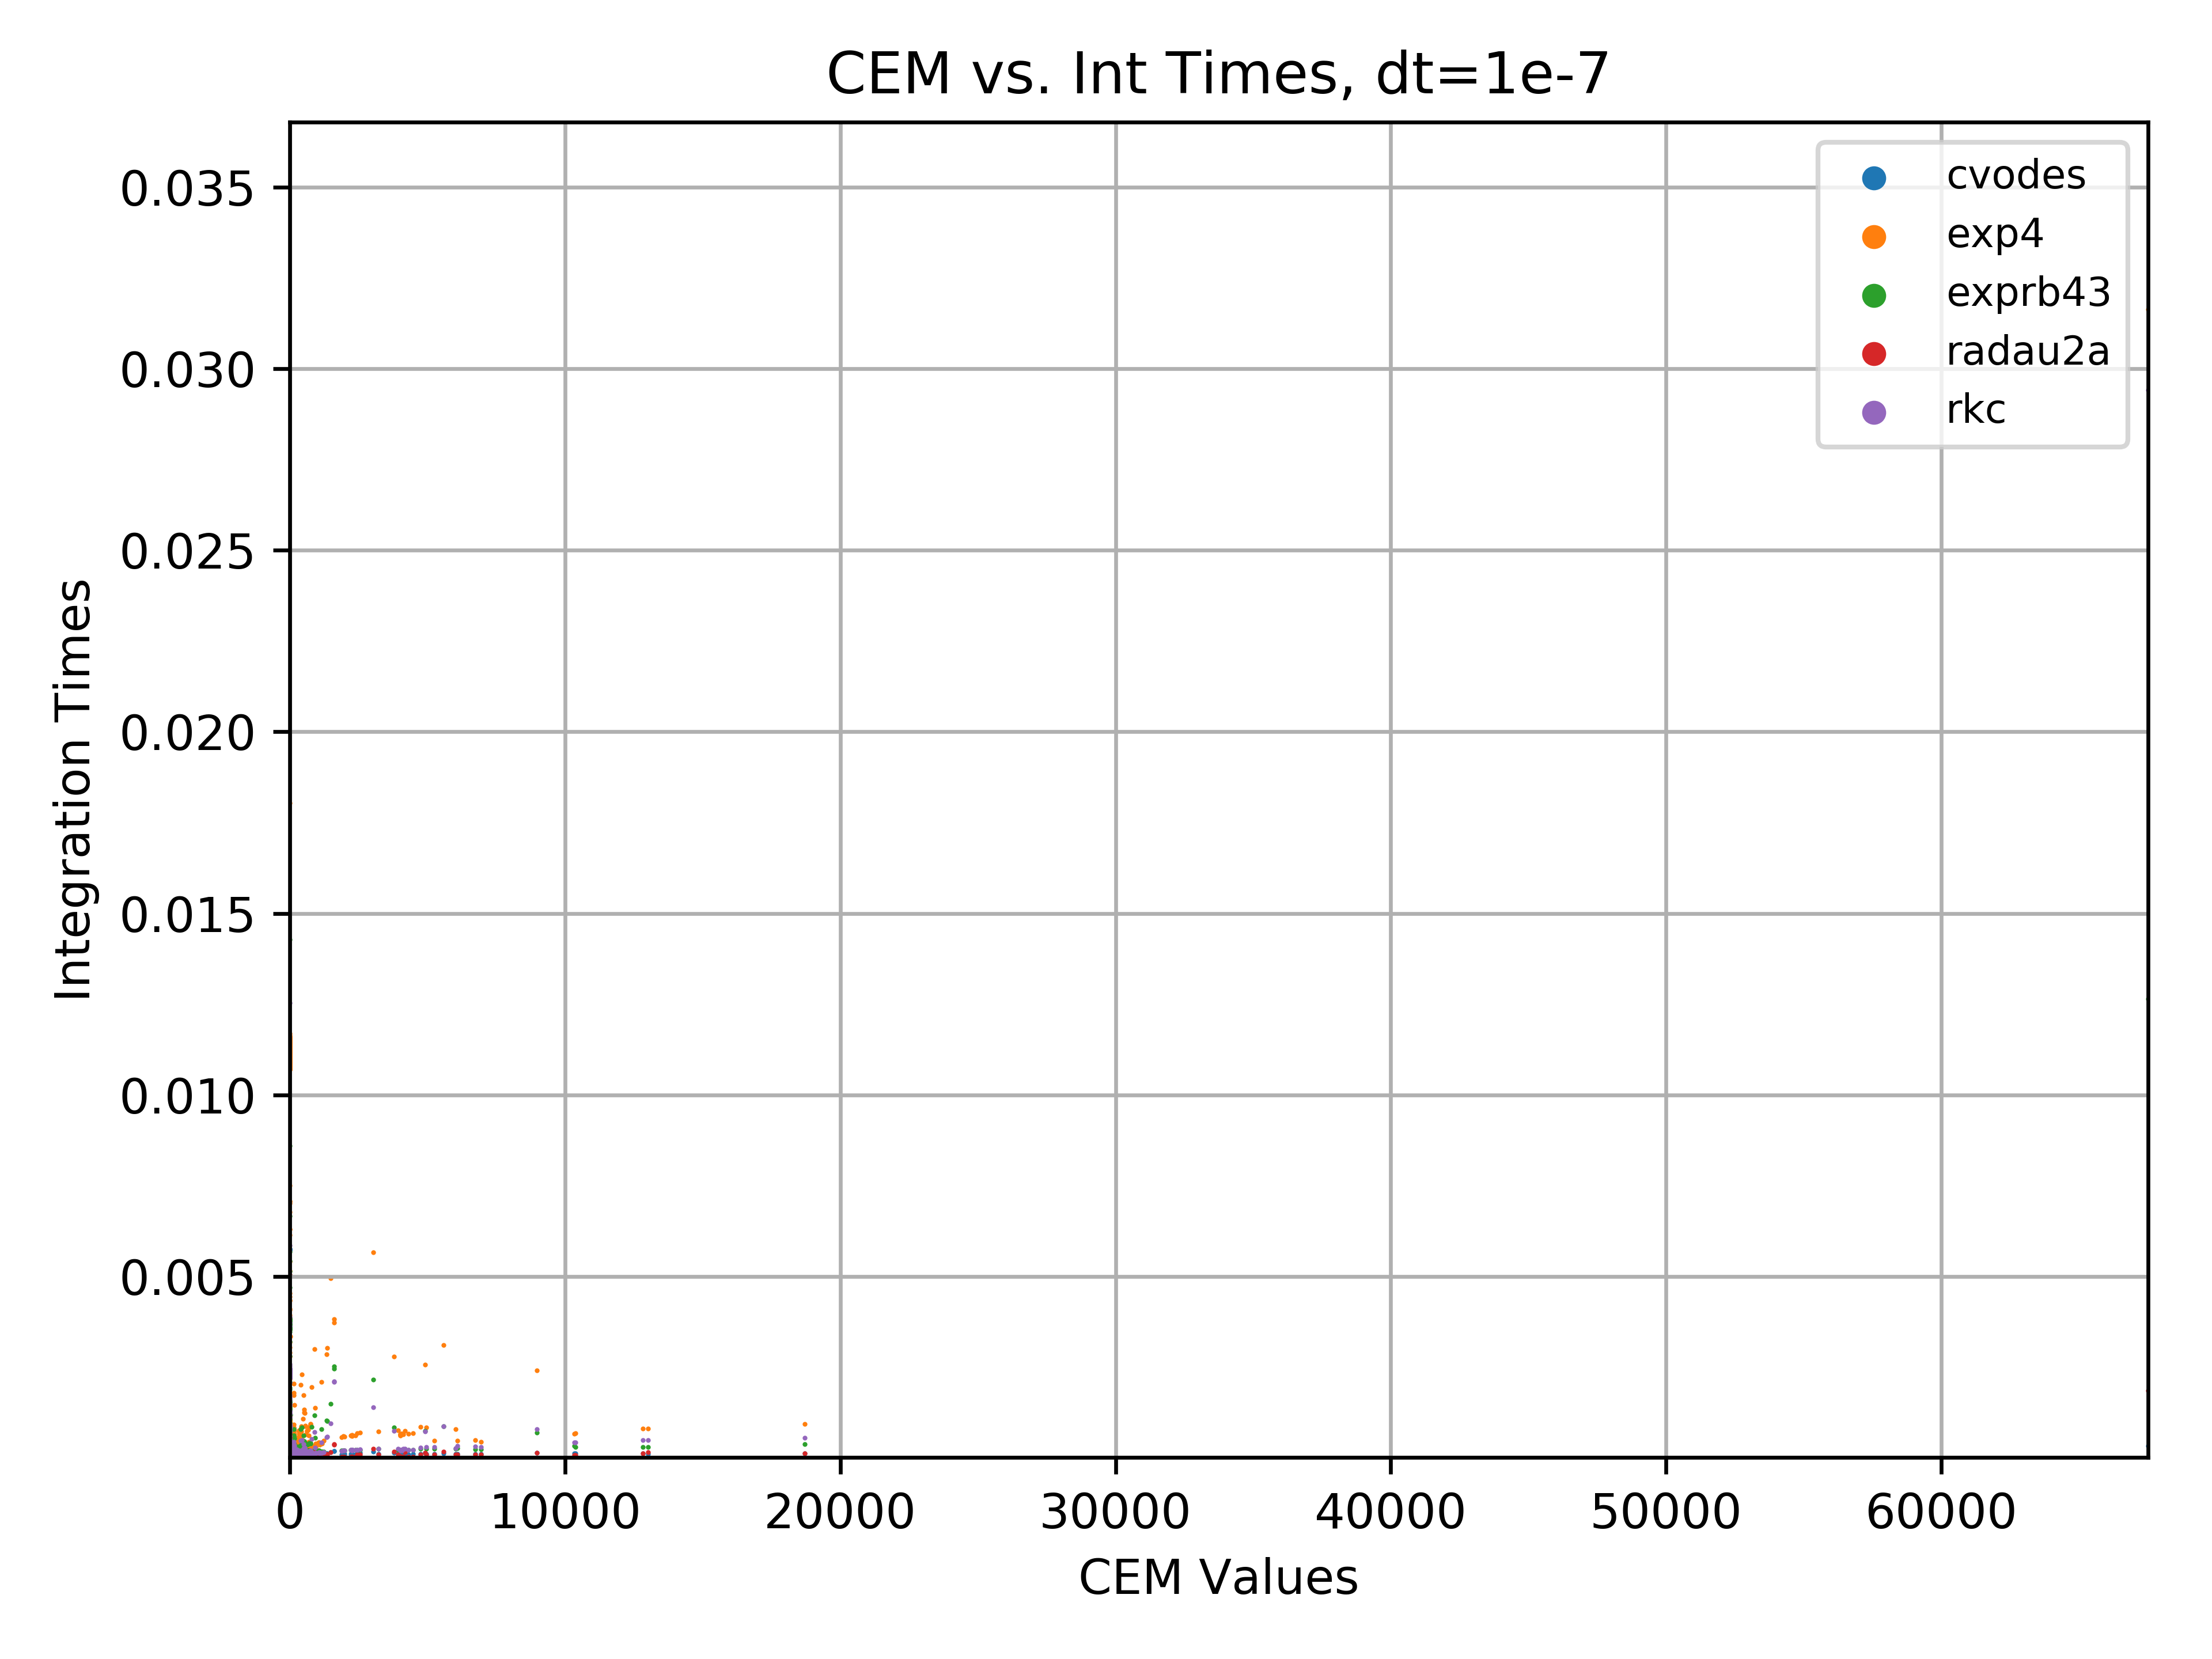 CEM vs. Int Times, dt=1e-7
0.035
0.030
0.025
0.020
0.015
0.010
0.005
Integration Times
cvodes
exp4
exprb43
radau2a
rkc
0 10000 20000 30000 40000 50000 60000
CEM Values